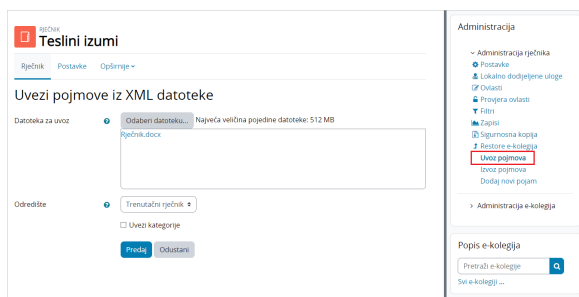 RJEČNIK
Teslini izumi
Rječnik Postavke Opširnije
Uvezi pojmove iz XML datoteke
Datoteka za uvoz Odaberi datoteku... Najveća veličina pojedine datoteke: 512 MB
Rječnik.docx
Odredište Trenutačni rječnik
Uvezi kategorije
Predaj Odustani
Administracija
Administracija rječnika
Postavke
Lokalno dodijeljene uloge
Ovlasti
Provjera ovlasti
Filtri
Zapisi
Sigurnosna kopija
Restore e-kolegija
Uvoz pojmova
Izvoz pojmova
Dodaj novi pojam
Administracija e-kolegija
Popis e-kolegija
Pretraži e-kolegije
Svi e-kolegiji ...